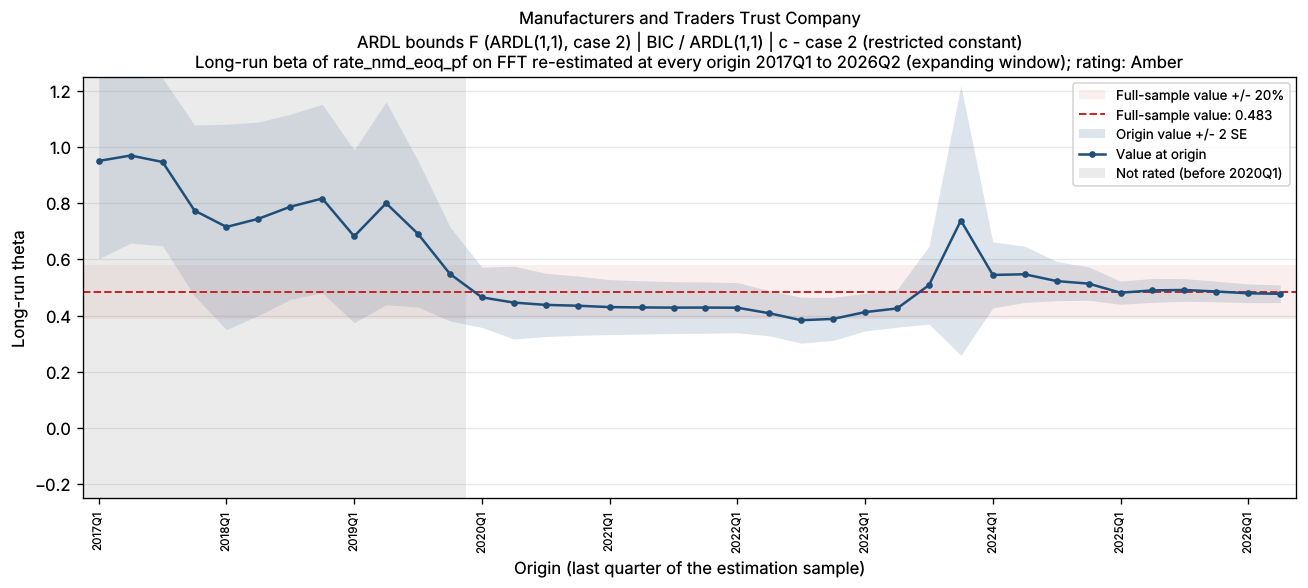 Manufacturers and Traders Trust Company
ARDL bounds F (ARDL(1,1), case 2) | BIC / ARDL(1,1) | c - case 2 (restricted constant)
Long-run beta of rate_nmd_eoq_pf on FFT re-estimated at every origin 2017Q1 to 2026Q2 (expanding window); rating: Amber
Full-sample value +/- 20%
Full-sample value: 0.483
Origin value +/- 2 SE
Value at origin
Not rated (before 2020Q1)
Long-run theta
1.2
1.0
0.8
0.6
0.4
0.2
0.0
−0.2
2017Q1
2018Q1
2019Q1
2020Q1
2021Q1
2022Q1
2023Q1
2024Q1
2025Q1
2026Q1
Origin (last quarter of the estimation sample)